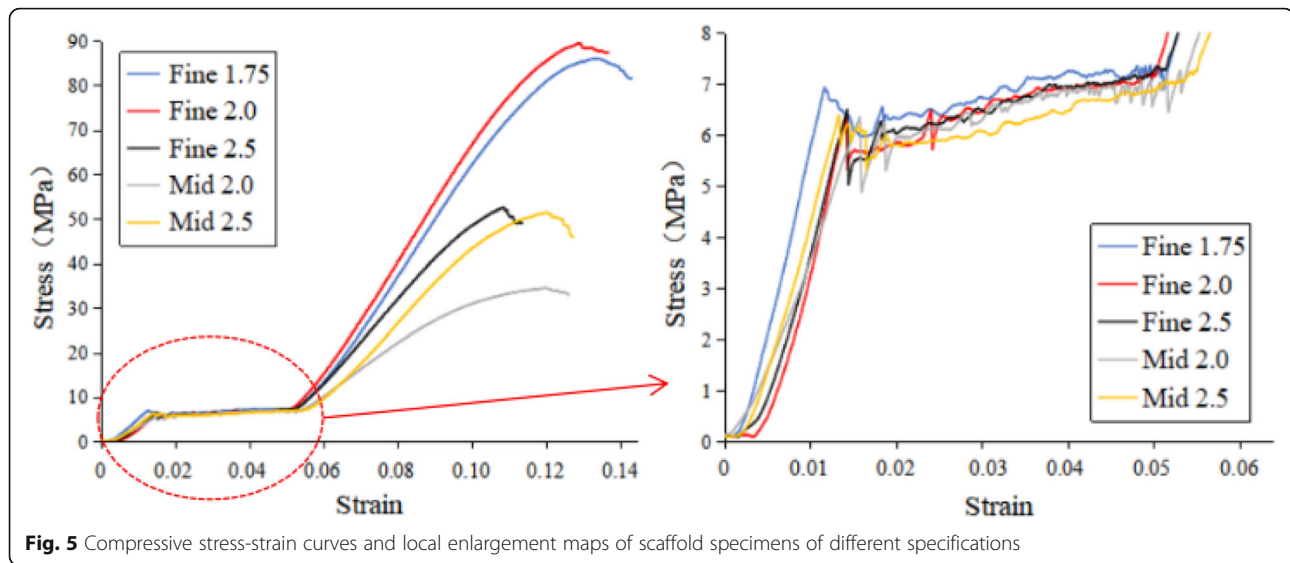 90
80
70
60
50
40
30
20
10
0
Stress (MPa)
Fine 1.75
Fine 2.0
Fine 2.5
Mid 2.0
Mid 2.5
0 0.02 0.04 0.06 0.08 0.10 0.12 0.14
Strain
8
7
6
5
4
3
2
1
0
Stress (MPa)
Fine 1.75
Fine 2.0
Fine 2.5
Mid 2.0
Mid 2.5
0 0.01 0.02 0.03 0.04 0.05 0.06
Strain
Fig. 5 Compressive stress-strain curves and local enlargement maps of scaffold specimens of different specifications